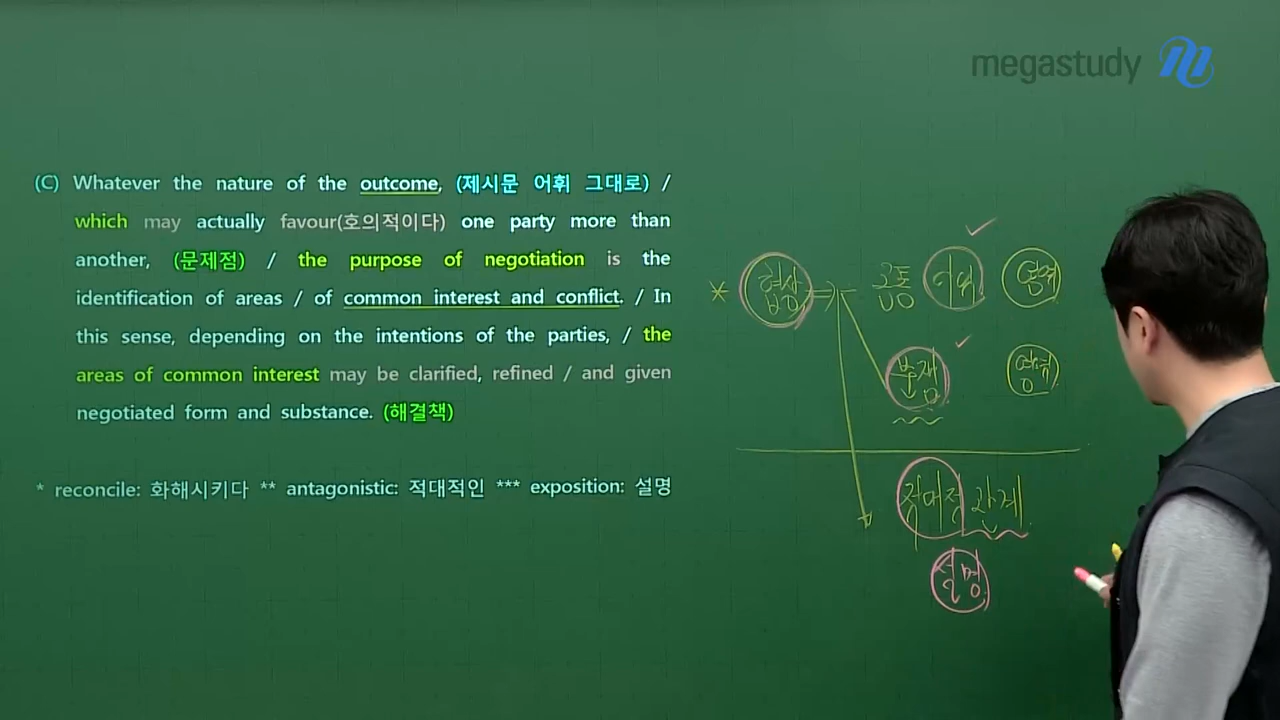 megastudy
(C) Whatever the nature of the outcome, (제시문 어휘 그대로) /
which may actually favour(호의적이다) one party more than
another, (문제점) / the purpose of negotiation is the
identification of areas / of common interest and conflict. / In
this sense, depending on the intentions of the parties, / the
areas of common interest may be clarified, refined / and given
negotiated form and substance. (해결책)
* reconcile: 화해시키다 ** antagonistic: 적대적인 *** exposition: 설명
* 협상 ⇒ 공통 이익 영역
분쟁 영역
적대적 관계
설명